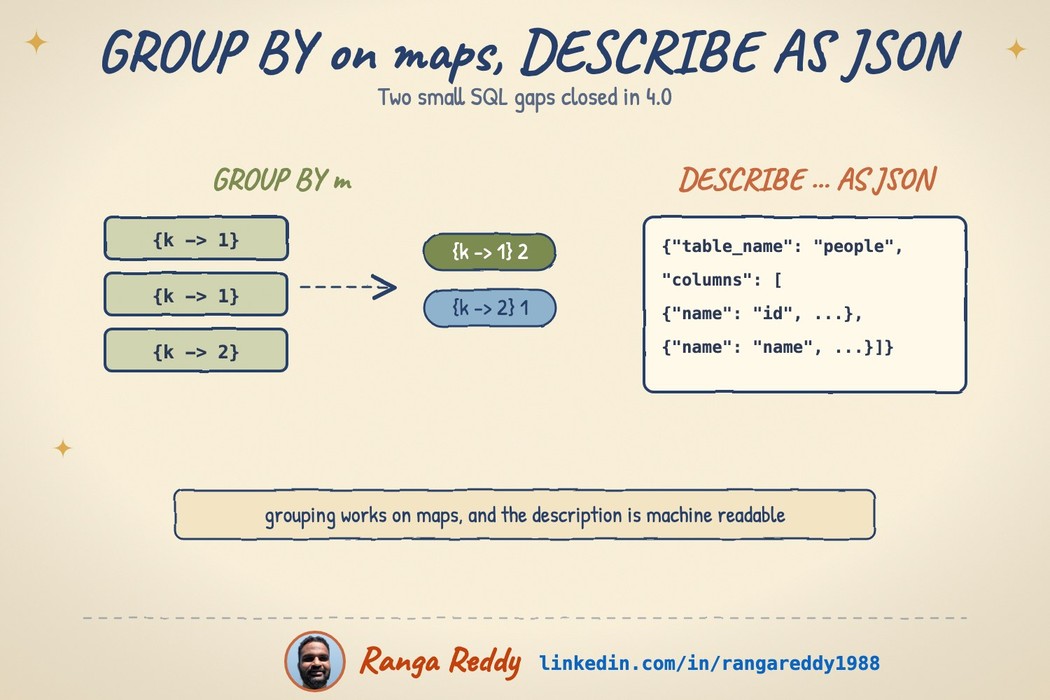 GROUP BY on maps, DESCRIBE AS JSON
Two small SQL gaps closed in 4.0
GROUP BY m
{k -> 1}
{k -> 1}
{k -> 2}
{k -> 1} 2
{k -> 2} 1
DESCRIBE ... AS JSON
{"table_name": "people",
"columns": [
{"name": "id", ...},
{"name": "name", ...}]}
grouping works on maps, and the description is machine readable
Ranga Reddy
linkedin.com/in/rangareddy1988